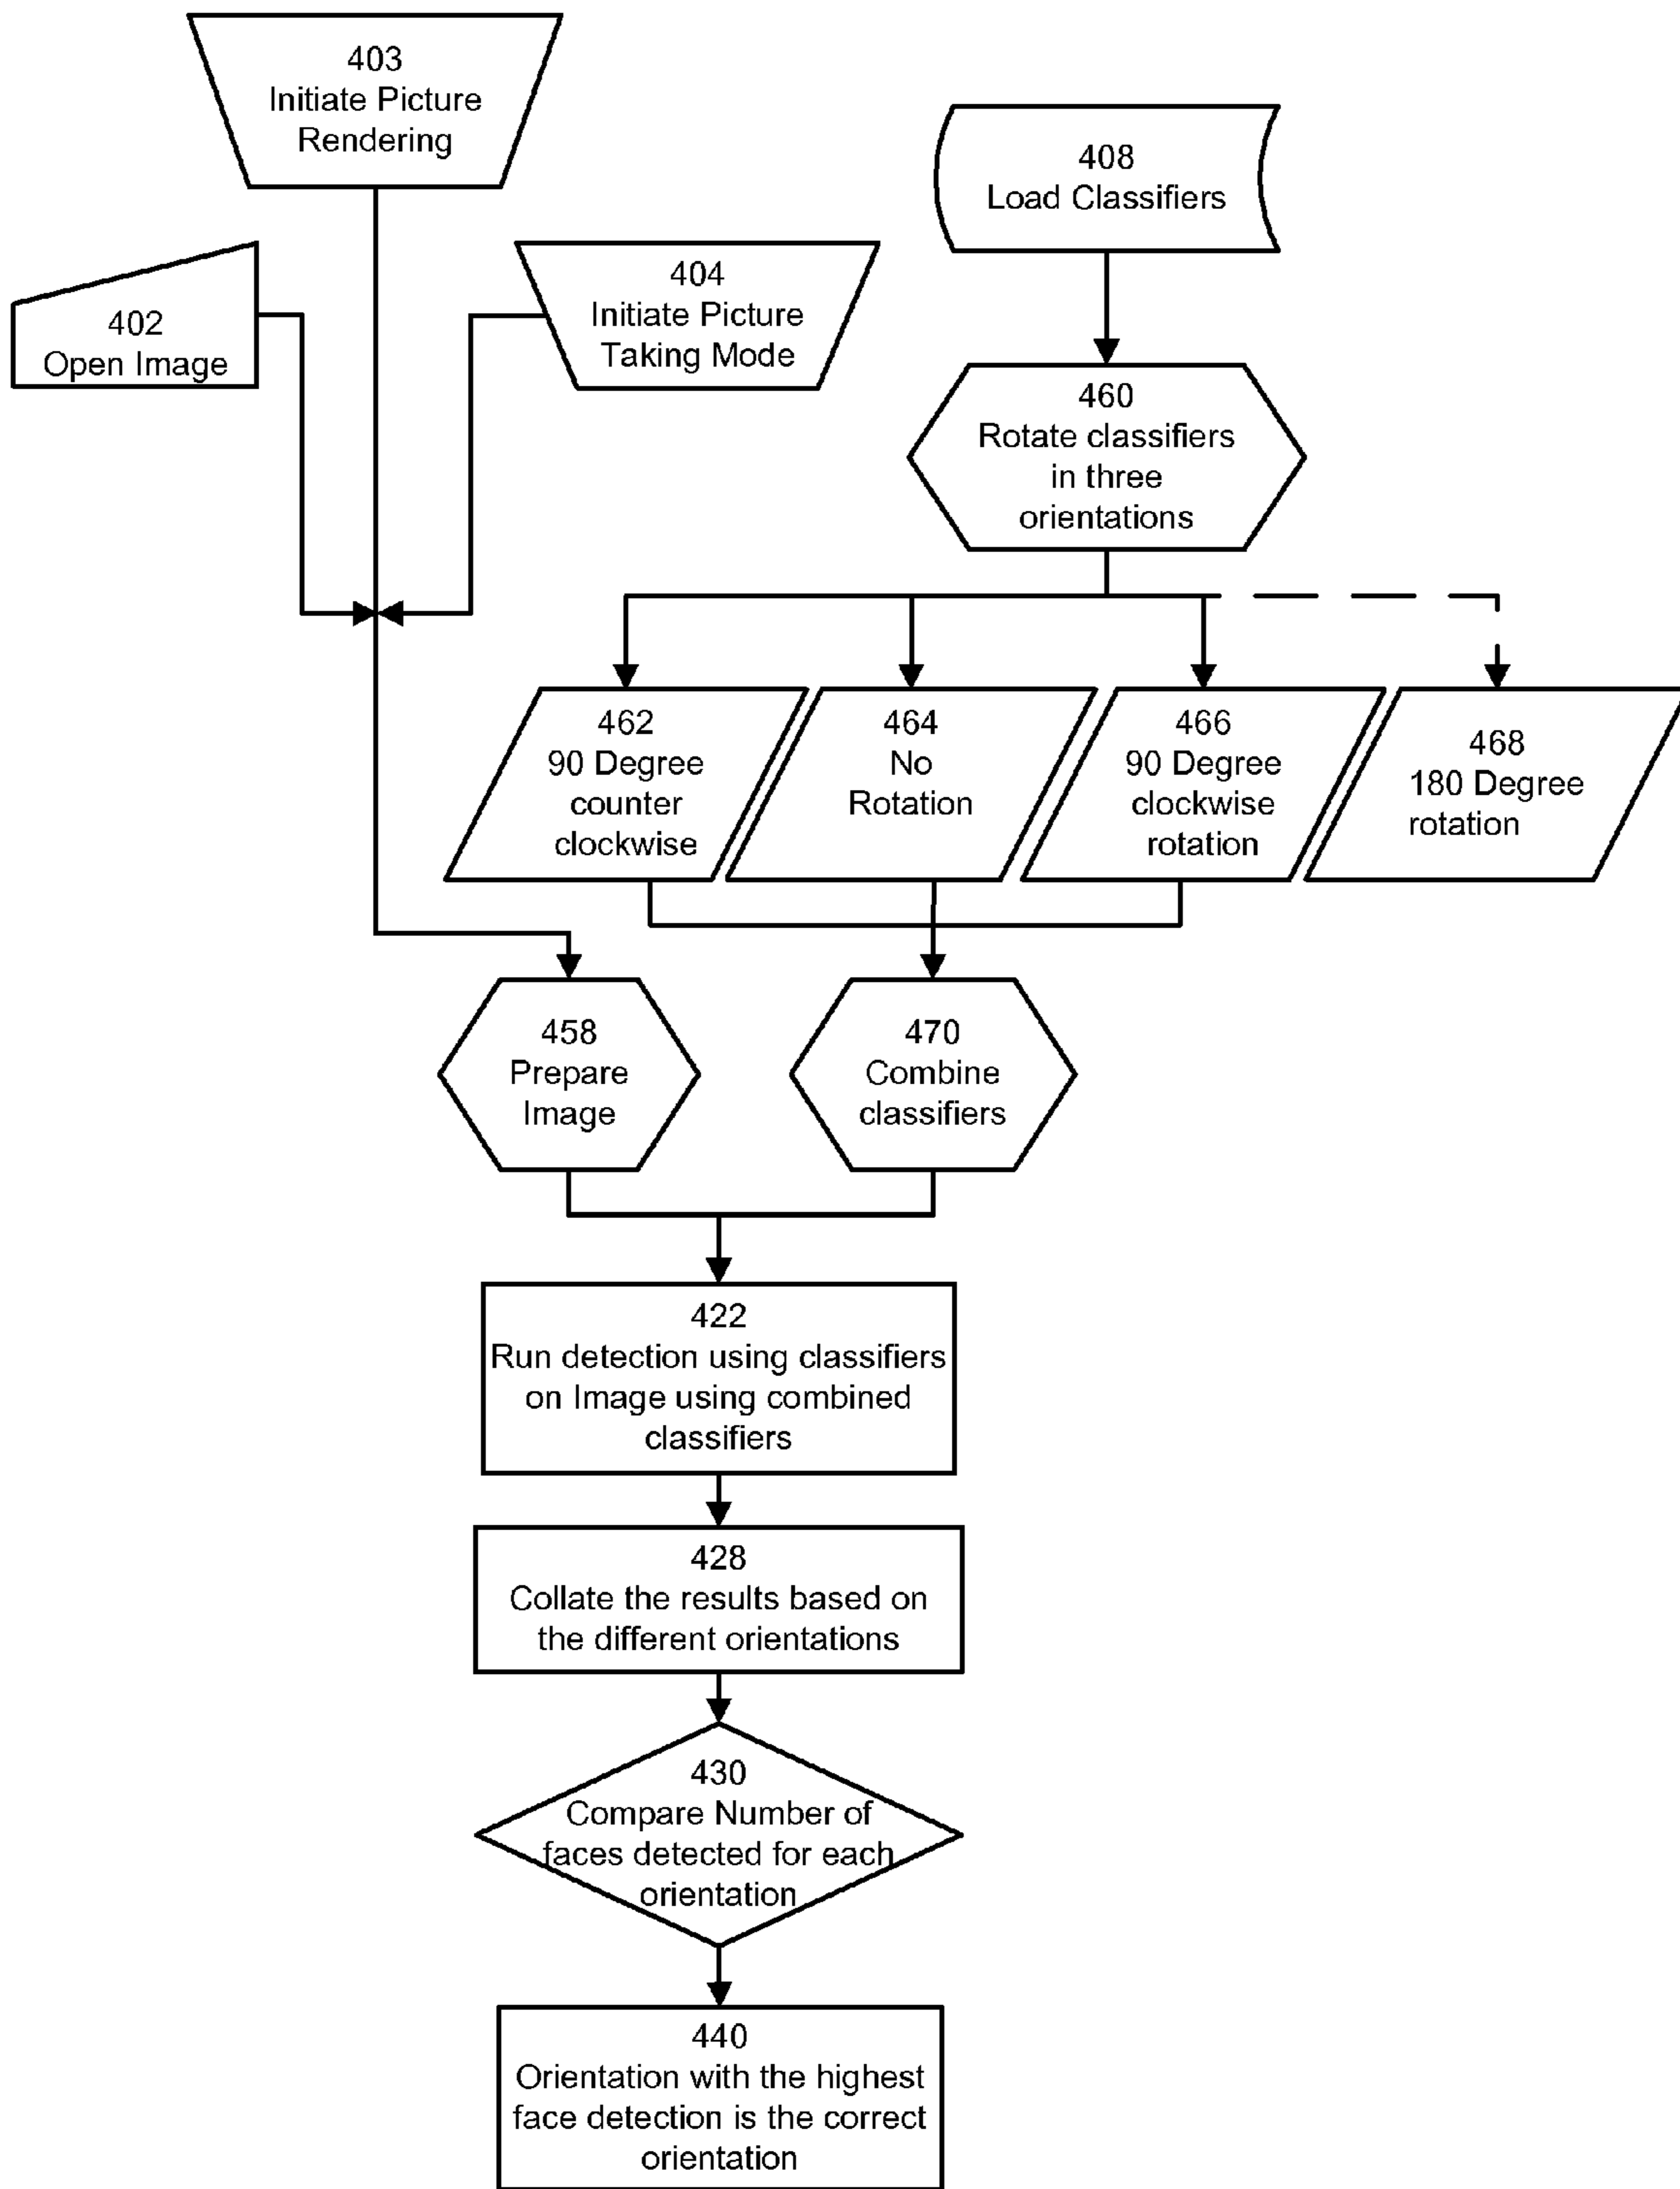 403
Initiate Picture
Rendering
408
Load Classifiers
402
Open Image
404
Initiate Picture
Taking Mode
460
Rotate classifiers
in three
orientations
462
90 Degree
counter
clockwise
464
No
Rotation
466
90 Degree
clockwise
rotation
468
180 Degree
rotation
458
Prepare
Image
470
Combine
classifiers
422
Run detection using classifiers
on Image using combined
classifiers
428
Collate the results based on
the different orientations
430
Compare Number of
faces detected for each
orientation
440
Orientation with the highest
face detection is the correct
orientation